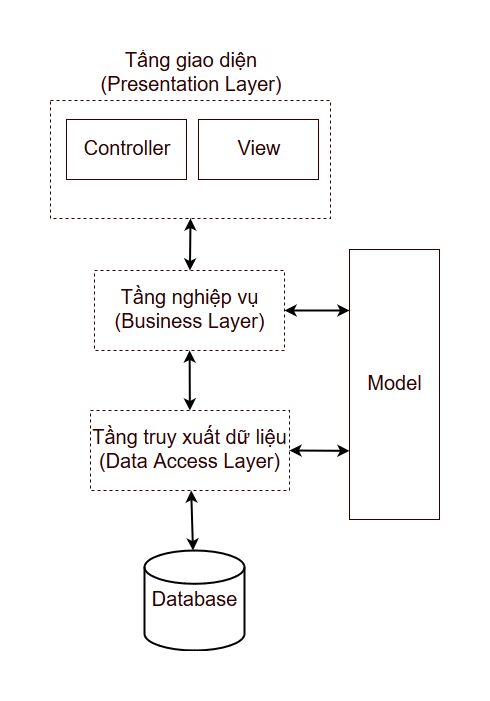 Tầng giao diện
(Presentation Layer)
Controller
View
Tầng nghiệp vụ
(Business Layer)
Model
Tầng truy xuất dữ liệu
(Data Access Layer)
Database